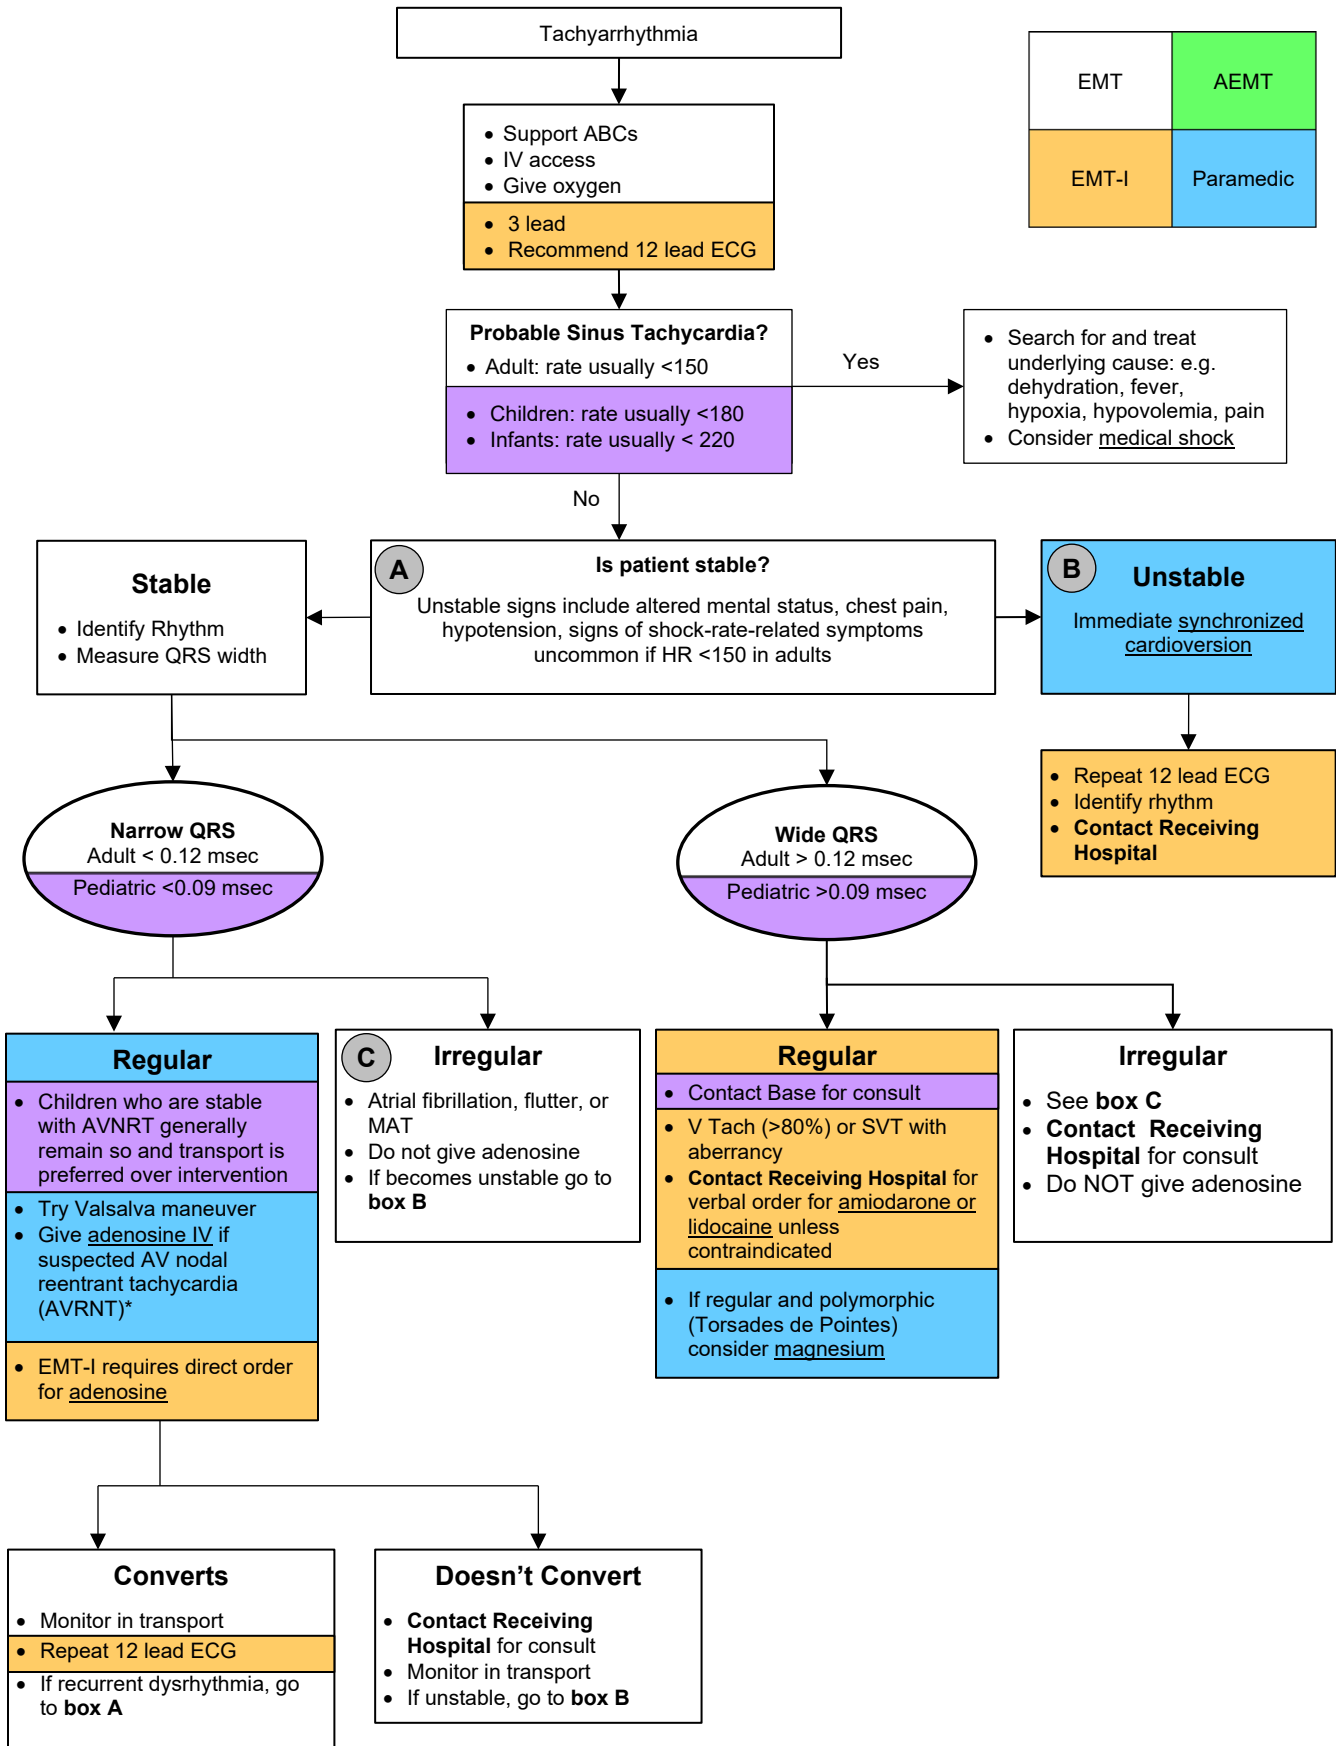 Tachyarrhythmia
EMT
AEMT
EMT-I
Paramedic
• Support ABCs
• IV access
• Give oxygen
• 3 lead
• Recommend 12 lead ECG
Probable Sinus Tachycardia?
• Adult: rate usually <150
• Children: rate usually <180
• Infants: rate usually < 220
Yes
• Search for and treat
underlying cause: e.g.
dehydration, fever,
hypoxia, hypovolemia, pain
• Consider medical shock
No
Stable
• Identify Rhythm
• Measure QRS width
A
Is patient stable?
Unstable signs include altered mental status, chest pain,
hypotension, signs of shock-rate-related symptoms
uncommon if HR <150 in adults
B
Unstable
Immediate synchronized
cardioversion
• Repeat 12 lead ECG
• Identify rhythm
• Contact Receiving
Hospital
Narrow QRS
Adult < 0.12 msec
Pediatric <0.09 msec
Wide QRS
Adult > 0.12 msec
Pediatric >0.09 msec
Regular
• Children who are stable
with AVNRT generally
remain so and transport is
preferred over intervention
• Try Valsalva maneuver
• Give adenosine IV if
suspected AV nodal
reentrant tachycardia
(AVRNT)*
• EMT-I requires direct order
for adenosine
C
Irregular
• Atrial fibrillation, flutter, or
MAT
• Do not give adenosine
• If becomes unstable go to
box B
Regular
• Contact Base for consult
• V Tach (>80%) or SVT with
aberrancy
• Contact Receiving Hospital for
verbal order for amiodarone or
lidocaine unless
contraindicated
• If regular and polymorphic
(Torsades de Pointes)
consider magnesium
Irregular
• See box C
• Contact Receiving
Hospital for consult
• Do NOT give adenosine
Converts
• Monitor in transport
• Repeat 12 lead ECG
• If recurrent dysrhythmia, go
to box A
Doesn't Convert
• Contact Receiving
Hospital for consult
• Monitor in transport
• If unstable, go to box B